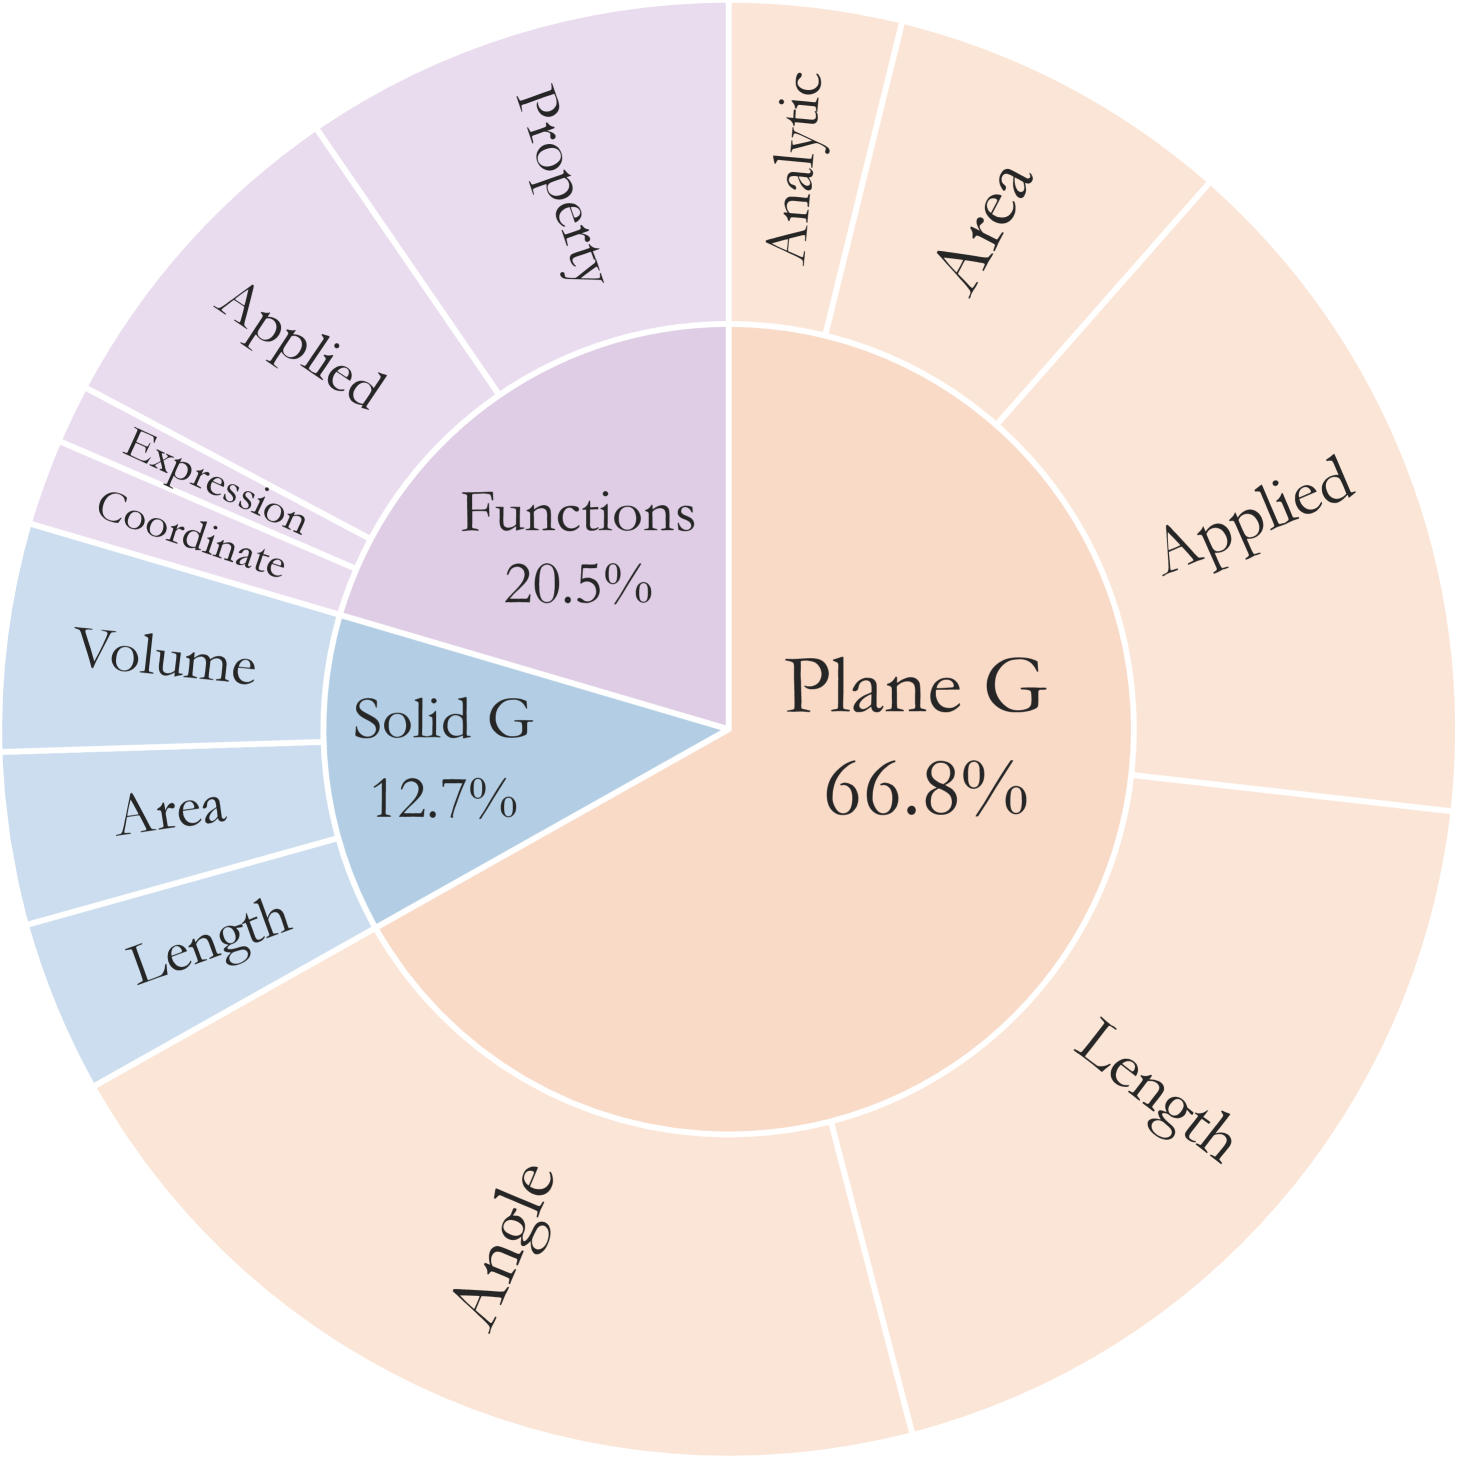 Property
Analytic
Area
Applied
Applied
Expression
Coordinate
Functions
20.5%
Volume
Solid G
12.7%
Plane G
66.8%
Area
Length
Length
Angle